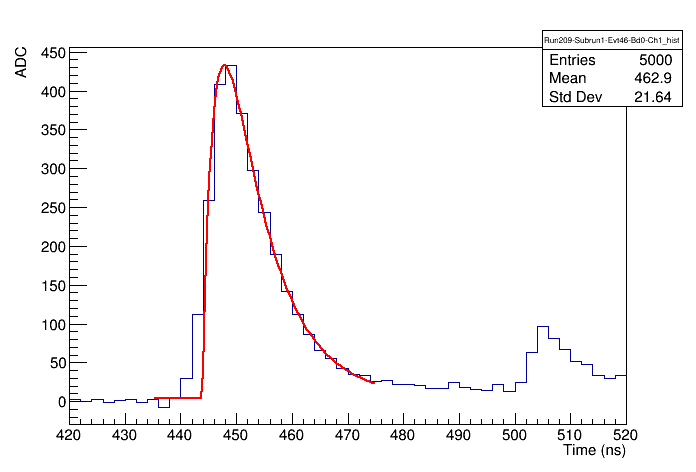 Run209-Subrun1-Evt46-Bd0-Ch1_hist
Entries 5000
Mean 462.9
Std Dev 21.64
ADC
450
400
350
300
250
200
150
100
50
0
420 430 440 450 460 470 480 490 500 510 520
Time (ns)